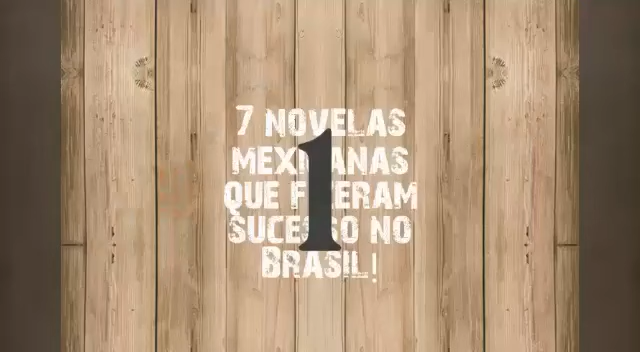 7 NOVELAS
MEXICANAS
QUE FIZERAM
SUCESSO NO
BRASIL!
1